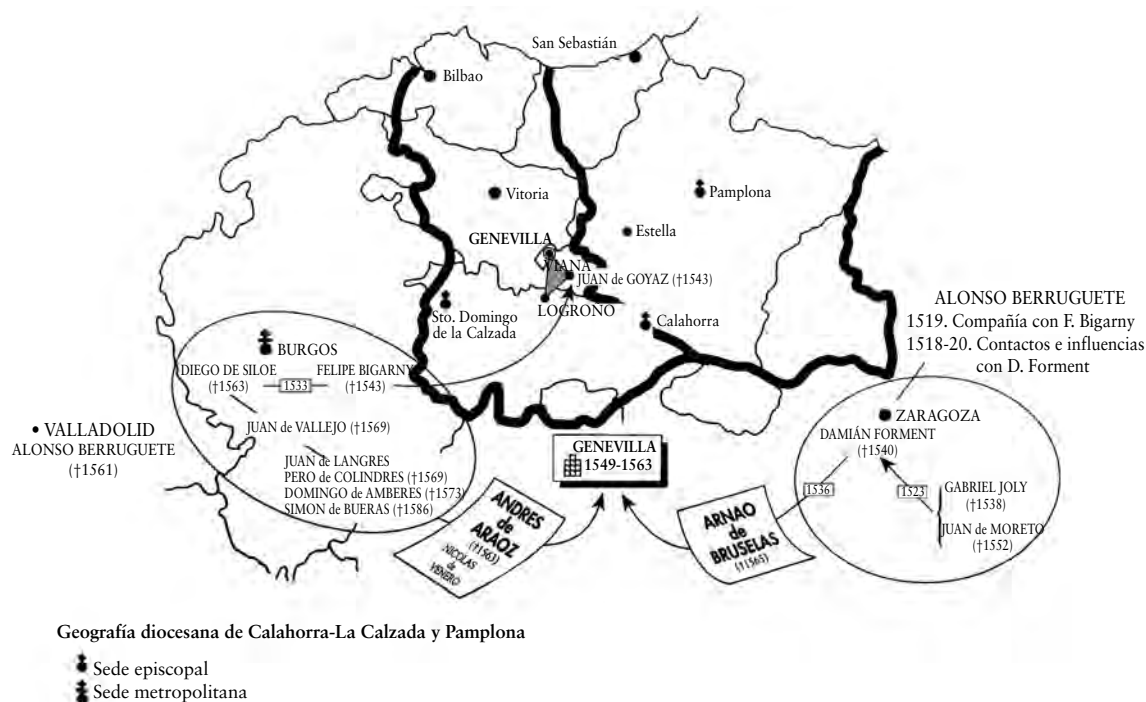 San Sebastián
Bilbao
Vitoria
Pamplona
Estella
GENEVILLA
VIANA
JUAN de GOYAZ (†1543)
LOGRONO
Sto. Domingo
de la Calzada
Calahorra
ALONSO BERRUGUETE
1519. Compañía con F. Bigarny
1518-20. Contactos e influencias
con D. Forment
BURGOS
DIEGO DE SILOE
(†1563)
1533
FELIPE BIGARNY
(†1543)
JUAN de VALLEJO (†1569)
• VALLADOLID
ALONSO BERRUGUETE
(†1561)
JUAN de LANGRES
PERO de COLINDRES (†1569)
DOMINGO de AMBERES (†1573)
SIMON de BUERAS (†1586)
ANDRES
de
ARAOZ
(†1563)
NICOLAS
de
VENERO
GENEVILLA
1549-1563
ARNAO
de
BRUSELAS
(†1565)
ZARAGOZA
DAMIÁN FORMENT
(†1540)
1536
1523
GABRIEL JOLY
(†1538)
JUAN de MORETO
(†1552)
Geografía diocesana de Calahorra-La Calzada y Pamplona
Sede episcopal
Sede metropolitana